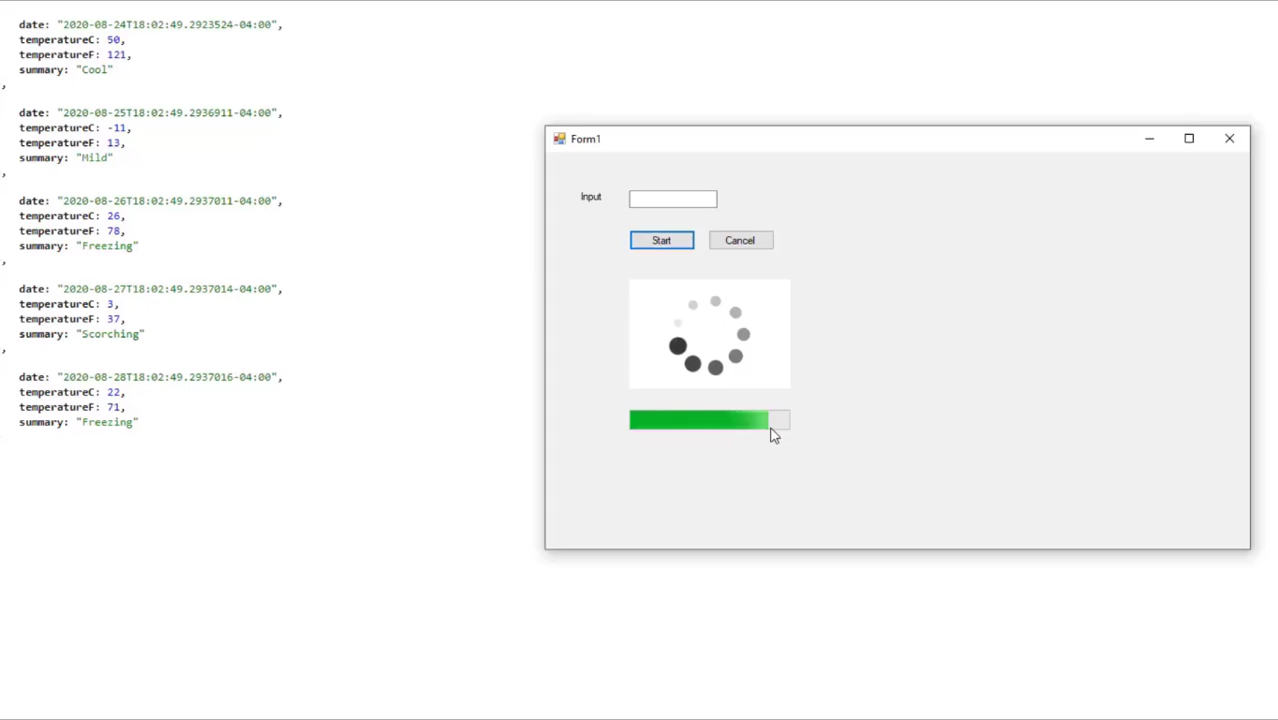 date: "2020-08-24T18:02:49.2923524-04:00",
temperatureC: 50,
temperatureF: 121,
summary: "Cool"
,
date: "2020-08-25T18:02:49.2936911-04:00",
temperatureC: -11,
temperatureF: 13,
summary: "Mild"
,
date: "2020-08-26T18:02:49.2937011-04:00",
temperatureC: 26,
temperatureF: 78,
summary: "Freezing"
,
date: "2020-08-27T18:02:49.2937014-04:00",
temperatureC: 3,
temperatureF: 37,
summary: "Scorching"
,
date: "2020-08-28T18:02:49.2937016-04:00",
temperatureC: 22,
temperatureF: 71,
summary: "Freezing"
Form1
Input
Start Cancel